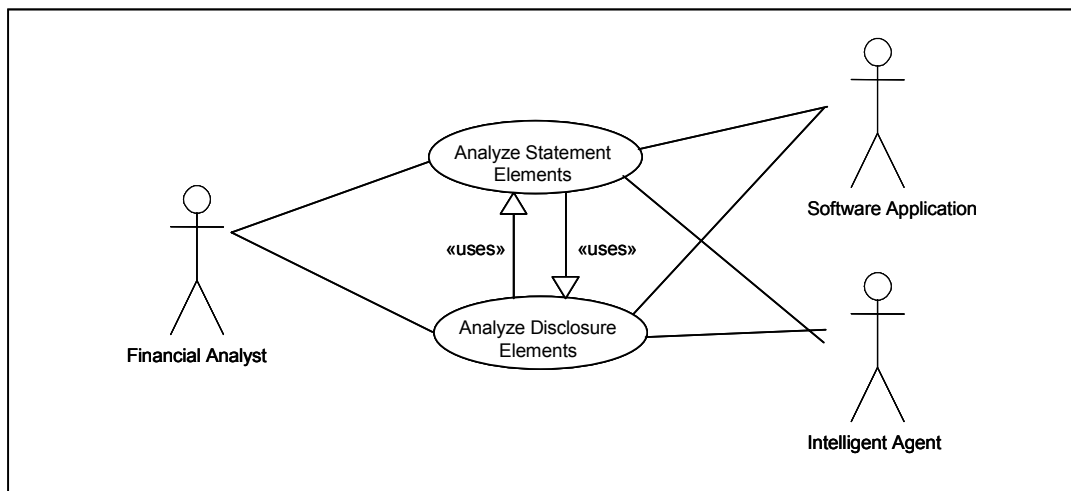 Analyze Statement
Elements
Software Application
«uses»
«uses»
Analyze Disclosure
Elements
Financial Analyst
Intelligent Agent